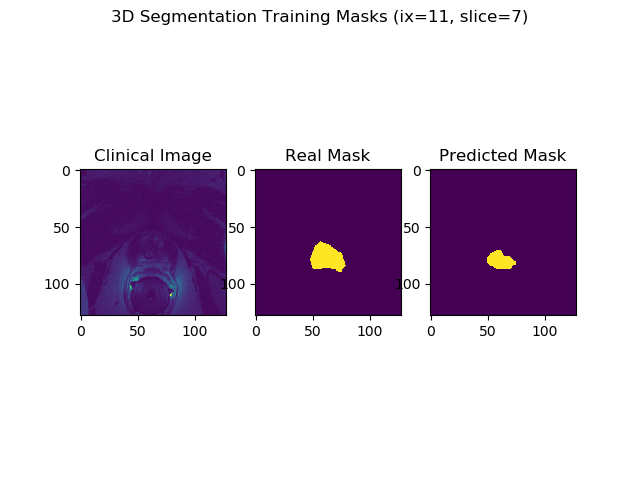 3D Segmentation Training Masks (ix=11, slice=7)
Clinical Image Real Mask Predicted Mask
0 0 0
50 50 50
100 100 100
0 50 100 0 50 100 0 50 100